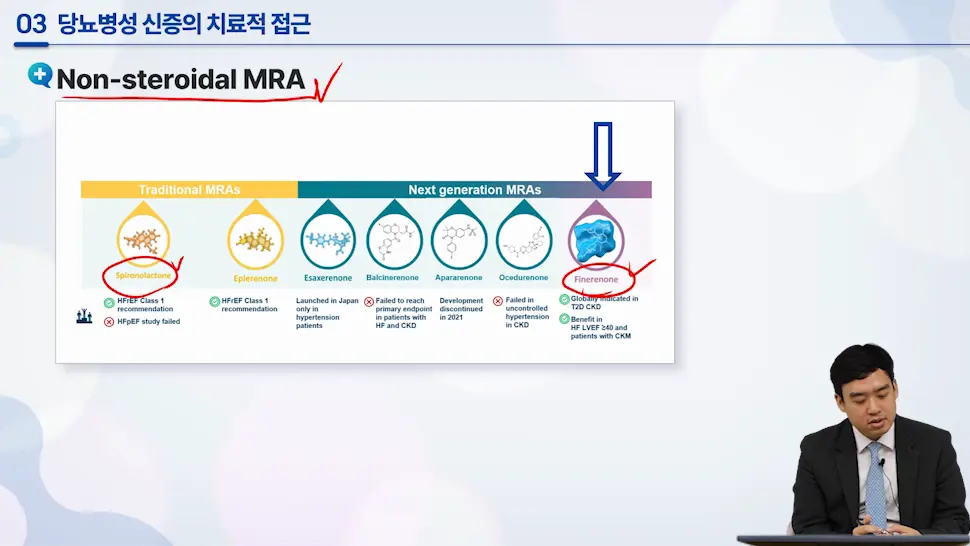 03 당뇨병성 신증의 치료적 접근
Non-steroidal MRA
Traditional MRAs
Next generation MRAs
Spironolactone
Eplerenone
Esaxerenone
Balcinerenone
Apararenone
Ocedurenone
Finerenone
HFrEF Class 1
recommendation
HFpEF study failed
HFrEF Class 1
recommendation
Launched in Japan
only in
hypertension
patients
Failed to reach
primary endpoint
in patients with
HF and CKD
Development
discontinued
in 2021
Failed in
uncontrolled
hypertension
in CKD
Globally indicated in
T2D CKD
Benefit in
HF LVEF ≥40 and
patients with CKM